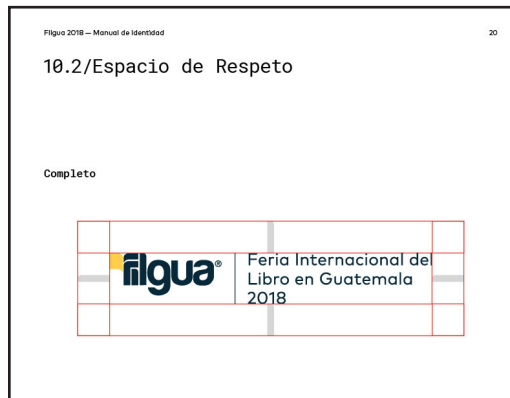 Filgua 2018 — Manual de Identidad
20
10.2/Espacio de Respeto
Completo
filgua®
Feria Internacional del
Libro en Guatemala
2018